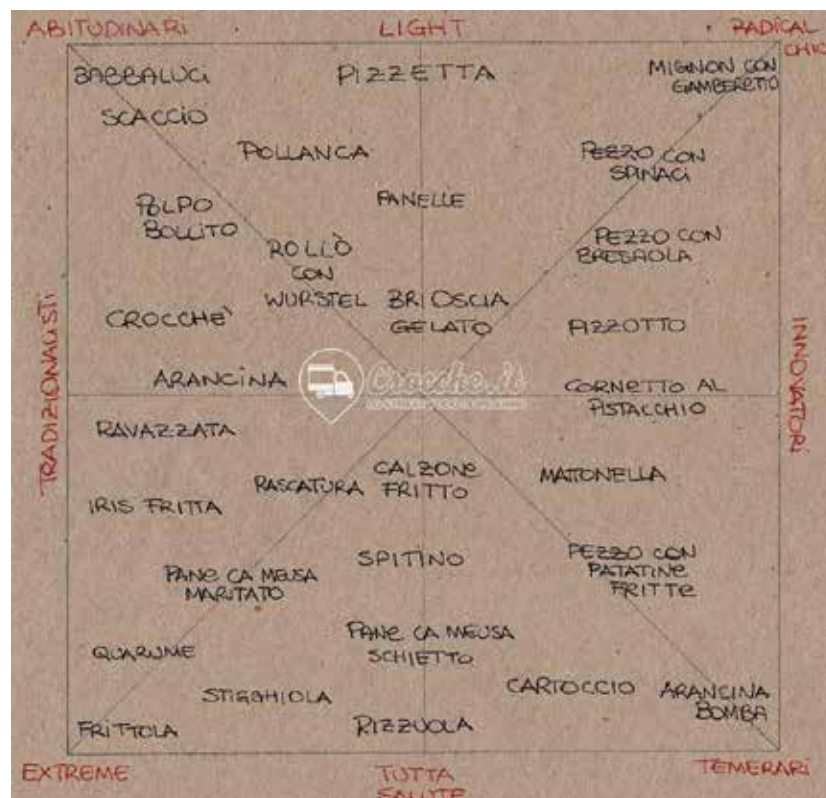 ABITUDINARI
LIGHT
RADICAL
CHIC
BABBALUCI
PIZZETTA
MIGNON CON
GAMBERETTO
SCACCIO
POLLANCA
PEZZO CON
SPINACI
PANELLE
POLPO
BOLLITO
ROLLÒ
CON
WURSTEL
PEZZO CON
BRESAOLA
BRIOSCIA
GELATO
CROCCHE'
PIZZOTTO
TRADIZIONALISTI
INNOVATORI
ARANCINA
Crocche.it
CORNETTO AL
PISTACCHIO
RAVAZZATA
RASCATURA
CALZONE
FRITTO
MATTONELLA
IRIS FRITTA
SPITINO
PEZZO CON
PATATINE
FRITTE
PANE CA MEUSA
MARITATO
PANE CA MEUSA
SCHIETTO
QUARUME
STIGGHIOLA
CARTOCCIO
ARANCINA
BOMBA
FRITTOLA
RIZZUOLA
EXTREME
TUTTA
SALUTE
TEMERARI